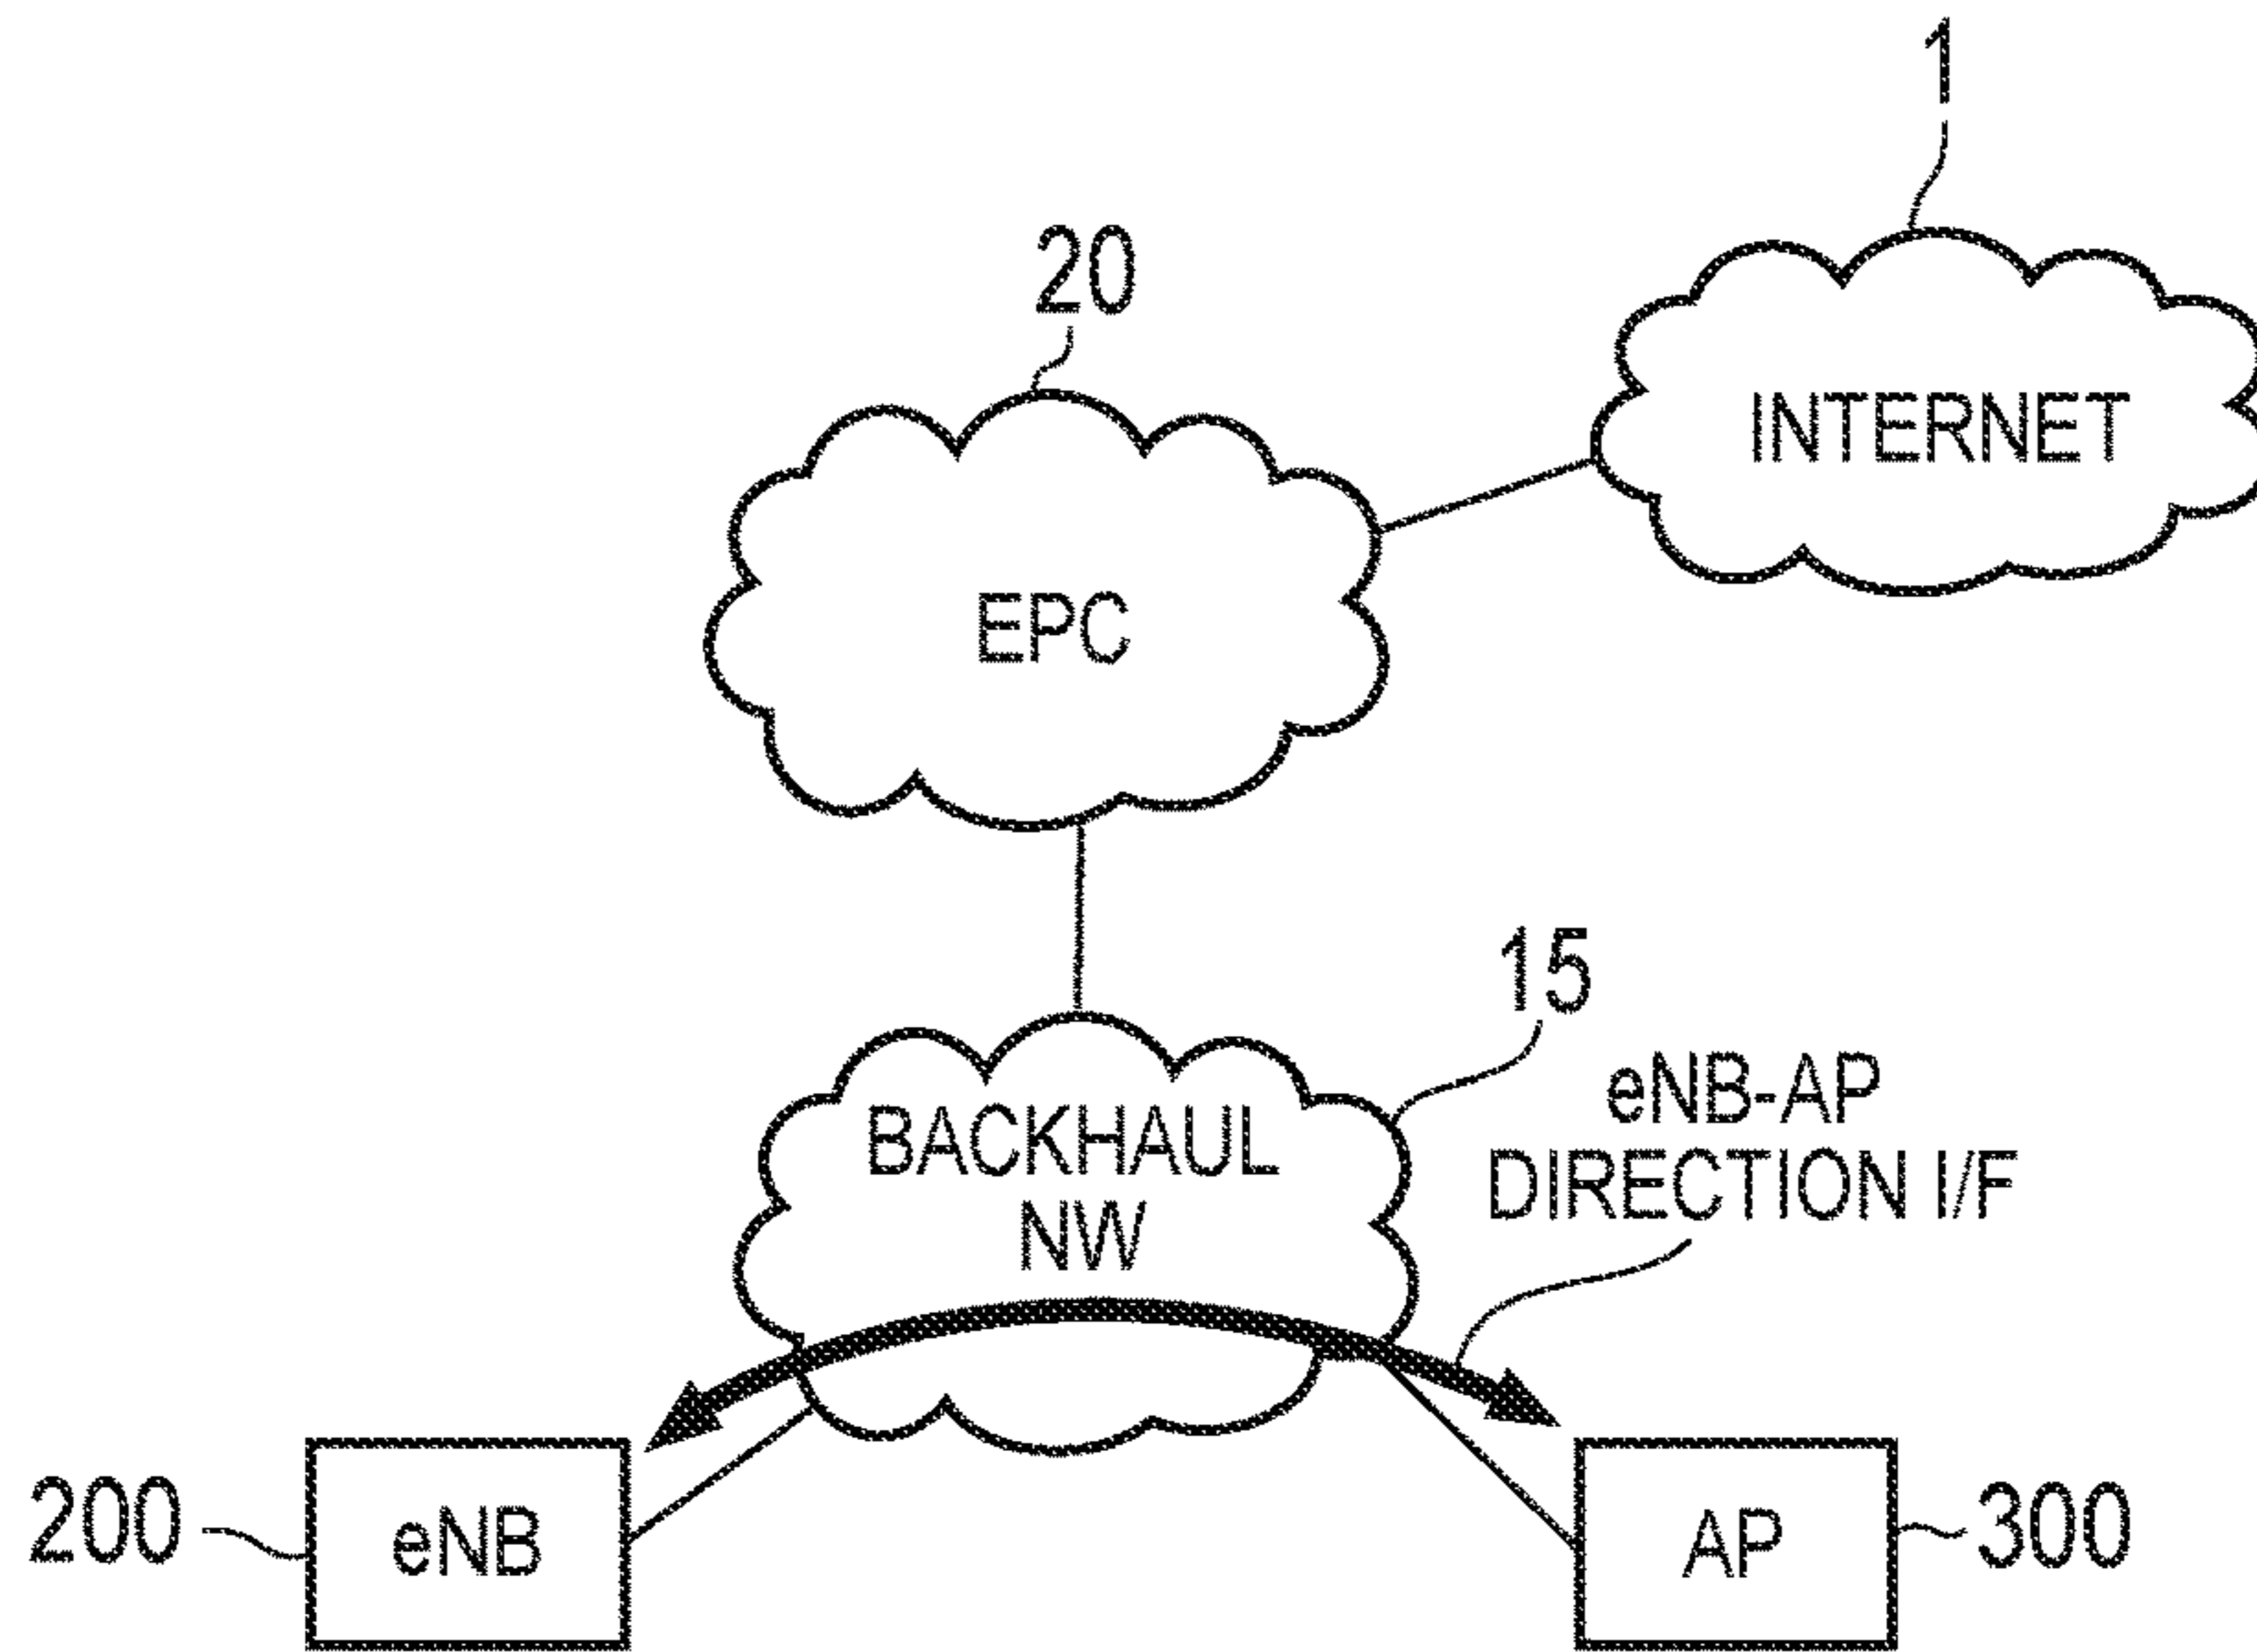 1
20
INTERNET
EPC
15
BACKHAUL
NW
eNB-AP
DIRECTION I/F
200
eNB
AP
300